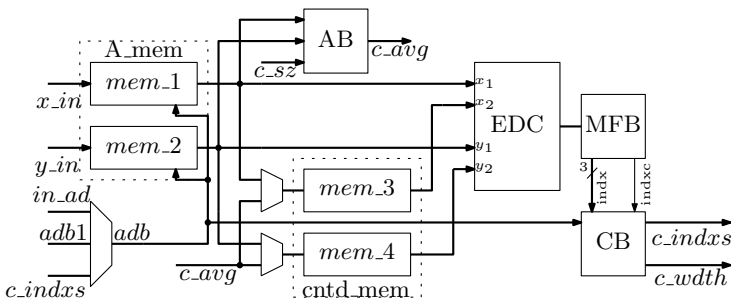 A_mem
AB
c_avg
c_sz
mem_1
x_in
x1
x2
EDC
MFB
mem_2
y_in
y1
y2
3
indx
indxc
in_ad
mem_3
adb1
adb
c_indxs
CB
mem_4
c_avg
c_indxs
c_wdth
cntd_mem